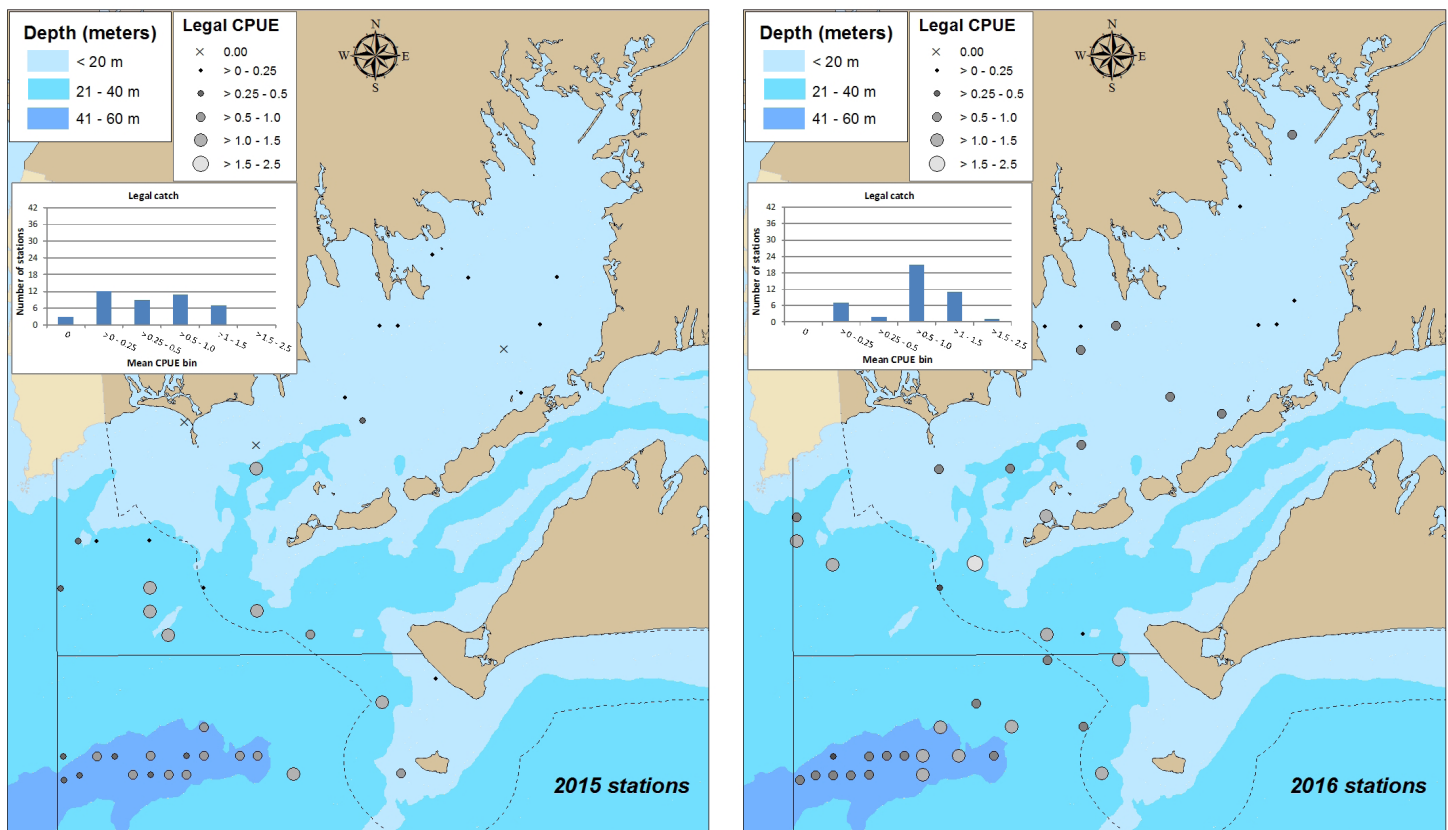 Depth (meters)
< 20 m
21 - 40 m
41 - 60 m
Legal CPUE
0.00
> 0 - 0.25
> 0.25 - 0.5
> 0.5 - 1.0
> 1.0 - 1.5
> 1.5 - 2.5
N
W E
S
Legal catch
Number of stations
42
36
30
24
18
12
6
0
0
> 0 - 0.25
> 0.25 - 0.5
> 0.5 - 1.0
> 1 - 1.5
> 1.5 - 2.5
Mean CPUE bin
2015 stations
Depth (meters)
< 20 m
21 - 40 m
41 - 60 m
Legal CPUE
0.00
> 0 - 0.25
> 0.25 - 0.5
> 0.5 - 1.0
> 1.0 - 1.5
> 1.5 - 2.5
N
W E
S
Legal catch
Number of stations
42
36
30
24
18
12
6
0
0
> 0 - 0.25
> 0.25 - 0.5
> 0.5 - 1.0
> 1 - 1.5
> 1.5 - 2.5
Mean CPUE bin
2016 stations